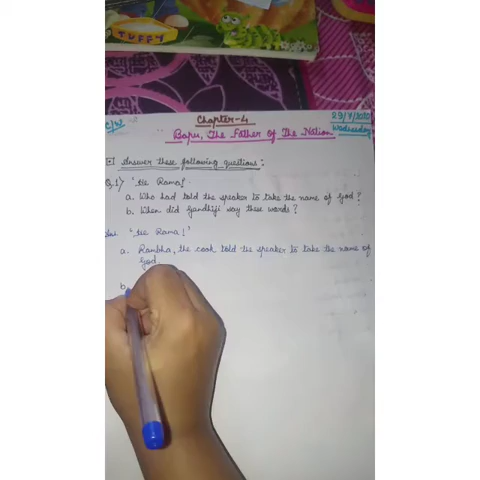 TUFFY
C/W
Chapter-4
29/4/2020
Bapu, The Father of The Nation
Wednesday
Answer these following questions:
Q.1) 'He Rama!'
a. Who had told the speaker to take the name of God?
b. When did Gandhiji say these words?
Ans. 'He Rama!'
a. Rambha, the cook told the speaker to take the name of
God.
b